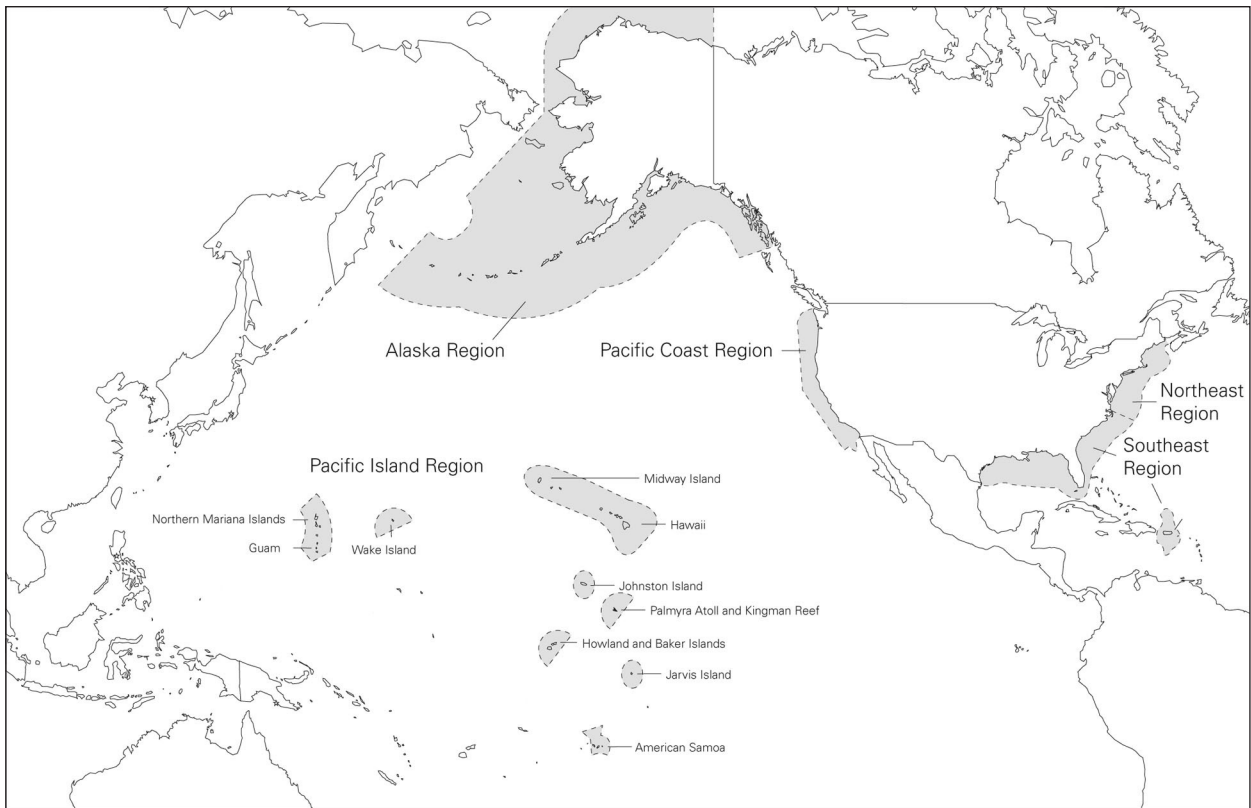 Alaska Region
Pacific Coast Region
Northeast
Region
Southeast
Region
Pacific Island Region
Midway Island
Northern Mariana Islands
Hawaii
Guam
Wake Island
Johnston Island
Palmyra Atoll and Kingman Reef
Howland and Baker Islands
Jarvis Island
American Samoa